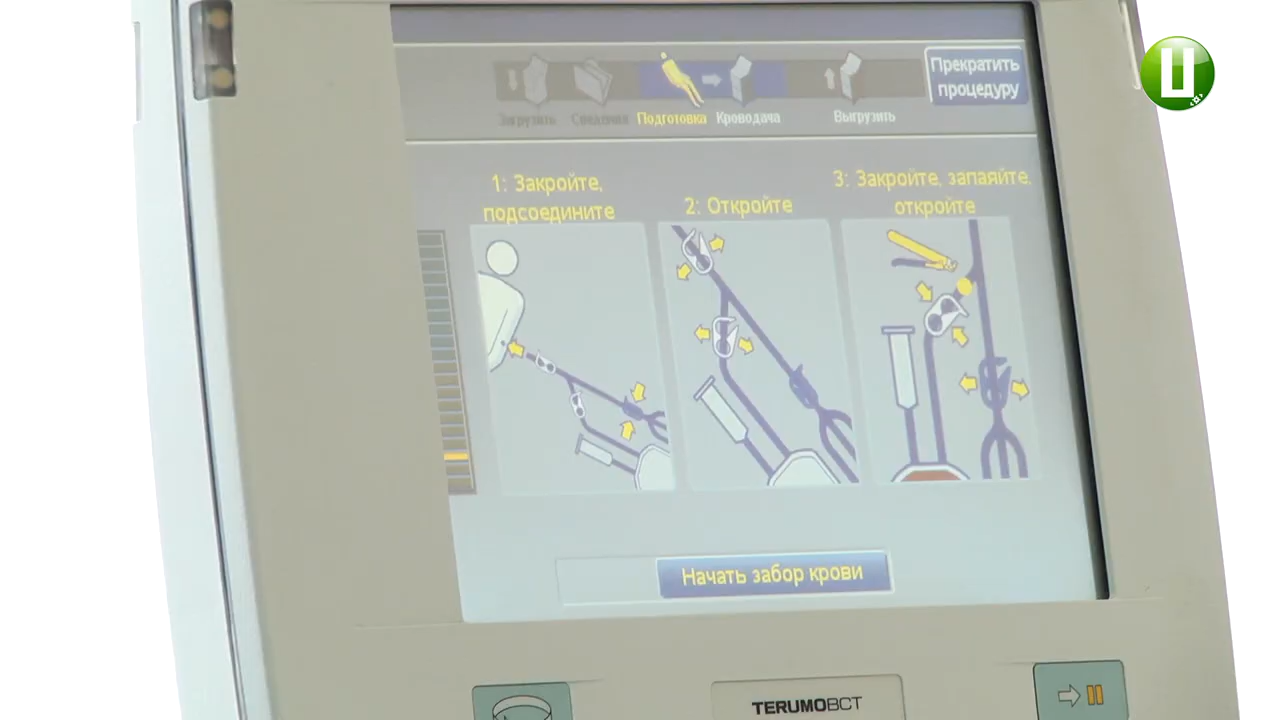 Ц
Прекратить
процедуру
Загрузить Сведения Подготовка Кроводача Выгрузить
1: Закройте,
подсоедините
2: Откройте
3: Закройте, запаяйте,
откройте
Начать забор крови
TERUMOBCT